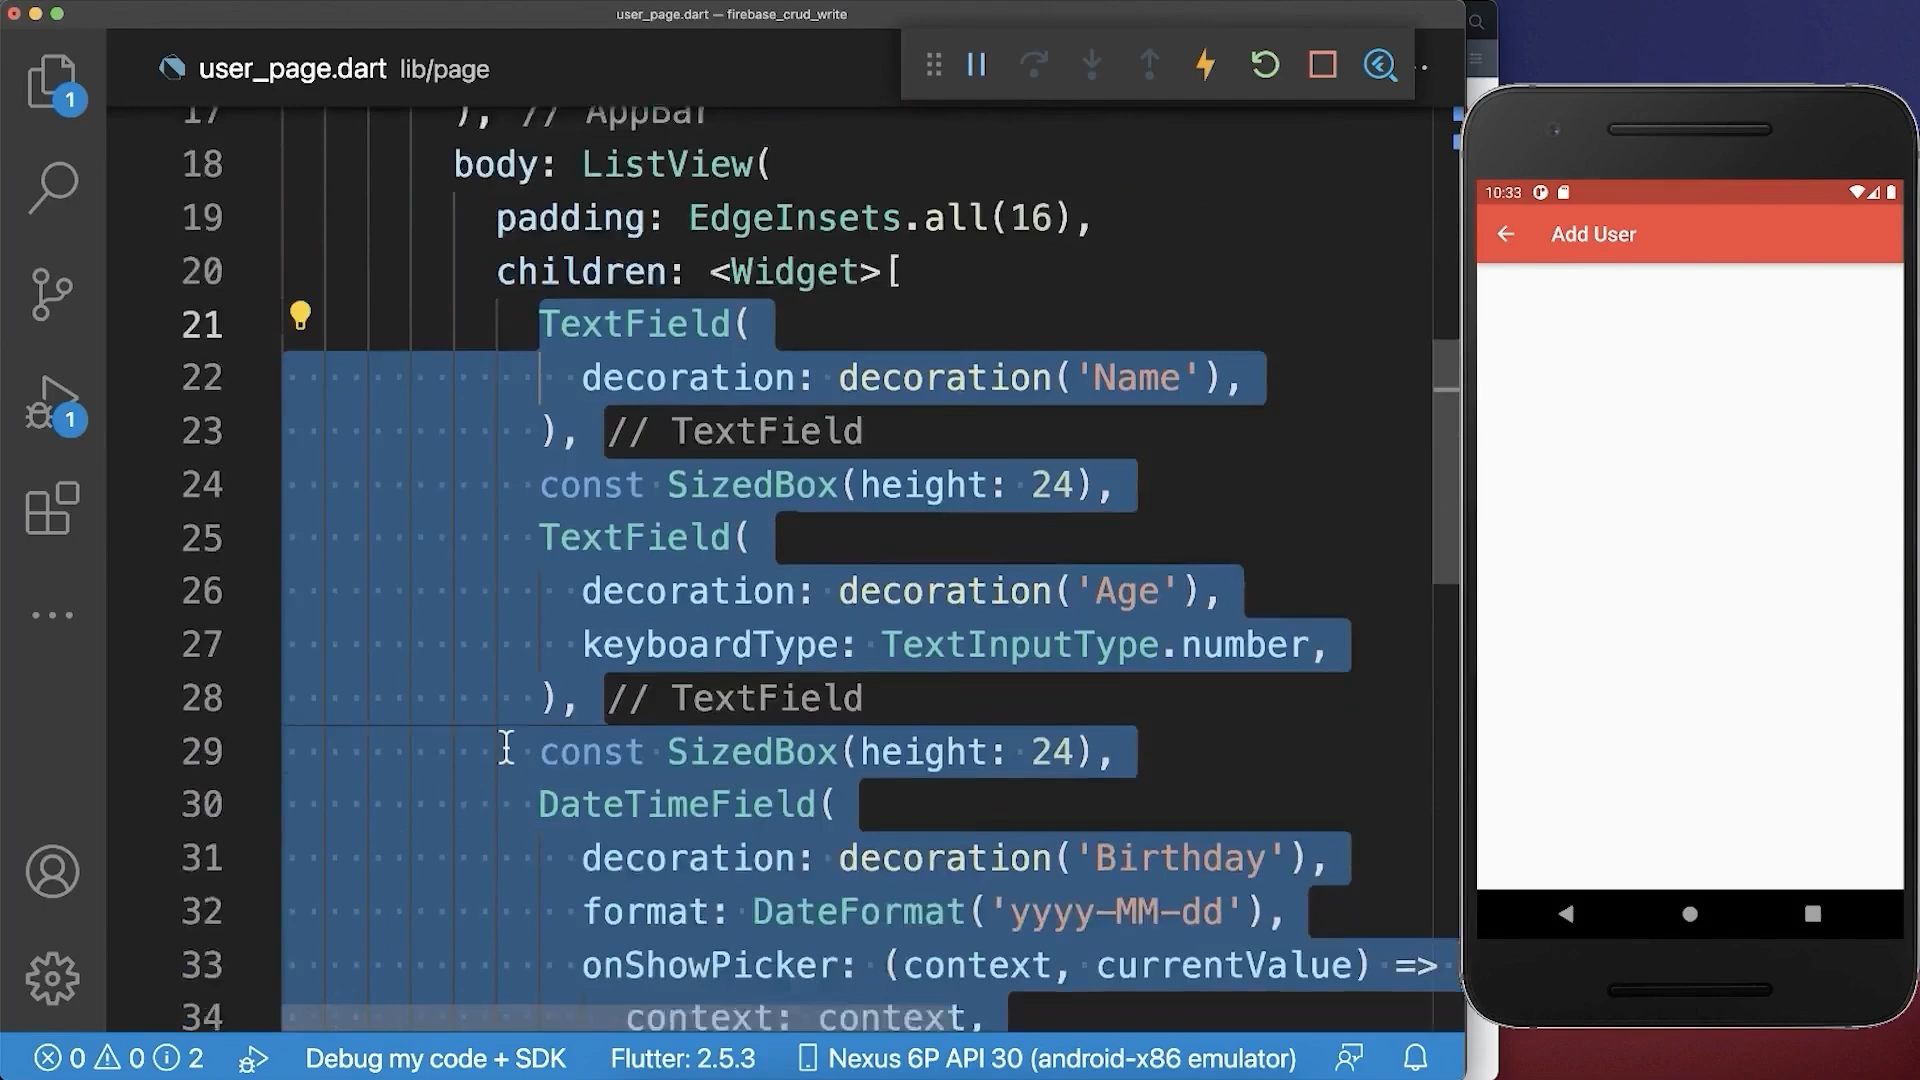 user_page.dart — firebase_crud_write
user_page.dart lib/page
1
1
17 ), // AppBar
18 body: ListView(
19 padding: EdgeInsets.all(16),
20 children: <Widget>[
21 TextField(
22 decoration: decoration('Name'),
23 ), // TextField
24 const SizedBox(height: 24),
25 TextField(
26 decoration: decoration('Age'),
27 keyboardType: TextInputType.number,
28 ), // TextField
29 const SizedBox(height: 24),
30 DateTimeField(
31 decoration: decoration('Birthday'),
32 format: DateFormat('yyyy-MM-dd'),
33 onShowPicker: (context, currentValue) =>
34 context: context,
0 0 2 Debug my code + SDK Flutter: 2.5.3 Nexus 6P API 30 (android-x86 emulator)
10:33
Add User